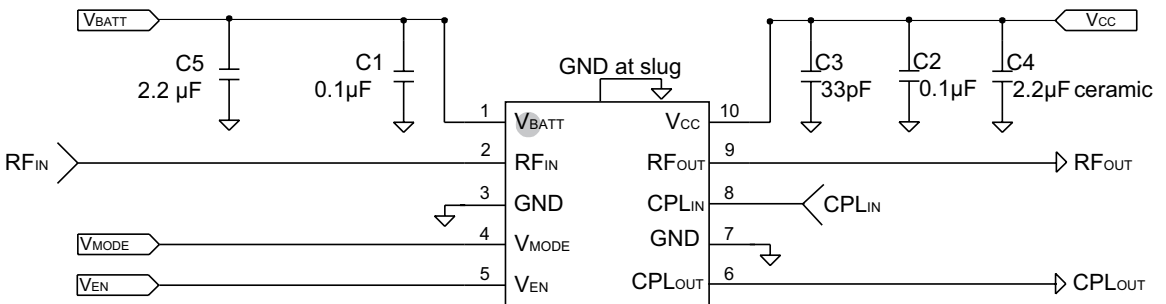 VBATT
VCC
C5
2.2 µF
C1
0.1µF
GND at slug
C3
33pF
C2
0.1µF
C4
2.2µF ceramic
1
VBATT
VCC
10
RFIN
2
RFIN
RFOUT
9
RFOUT
3
GND
CPLIN
8
CPLIN
VMODE
4
VMODE
GND
7
VEN
5
VEN
CPLOUT
6
CPLOUT